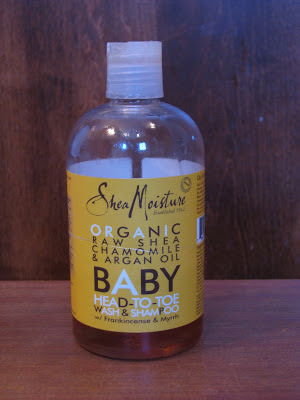 SheaMoisture
Established 1912
ORGANIC
RAW SHEA
CHAMOMILE
& ARGAN OIL
BABY
HEAD-TO-TOE
WASH & SHAMPOO
w/ Frankincense & Myrrh